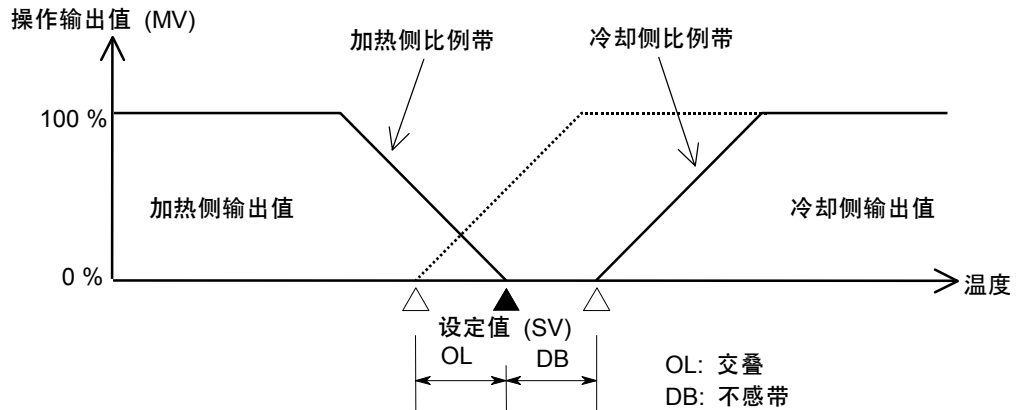 操作输出值 (MV)
加热侧比例带
冷却侧比例带
100 %
加热侧输出值
冷却侧输出值
0 %
温度
设定值 (SV)
OL
DB
OL: 交叠
DB: 不感带